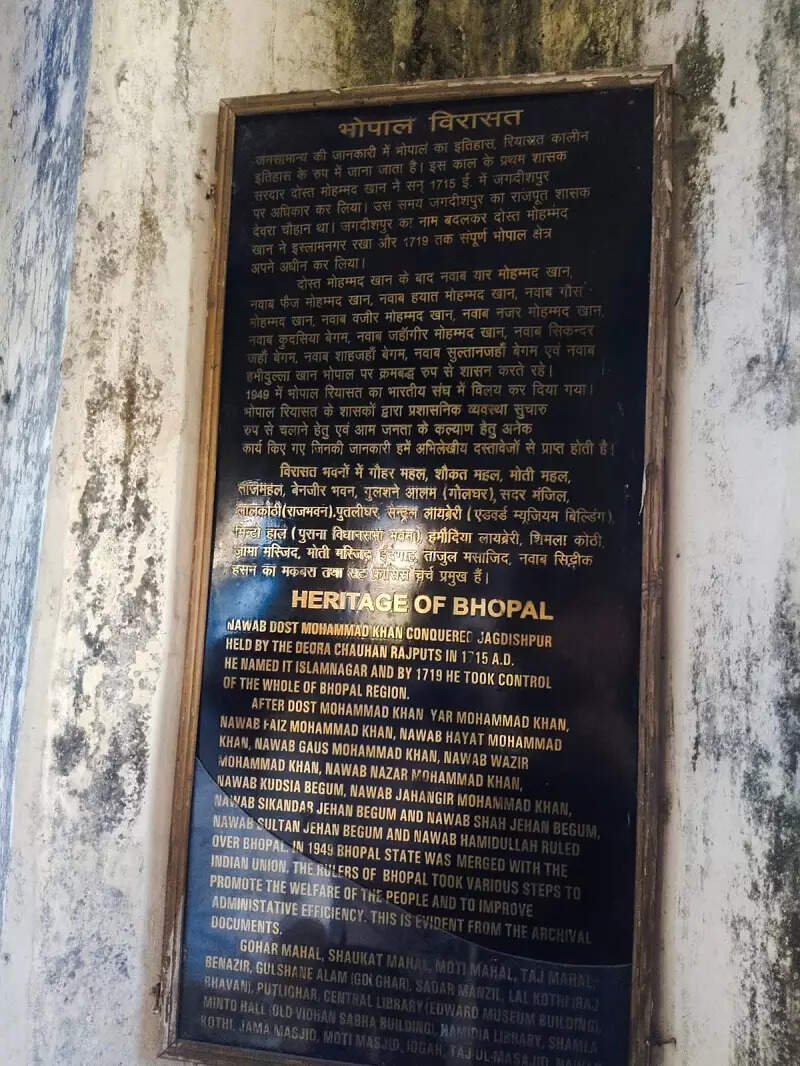 भोपाल विरासत
जनसामान्य की जानकारी में भोपाल का इतिहास, रियासत कालीन
इतिहास के रुप में जाना जाता है। इस काल के प्रथम शासक
सरदार दोस्त मोहम्मद खान ने सन् 1715 ई. में जगदीशपुर
पर अधिकार कर लिया। उस समय जगदीशपुर का राजपूत शासक
देवरा चौहान था। जगदीशपुर का नाम बदलकर दोस्त मोहम्मद
खान ने इस्लामनगर रखा और 1719 तक संपूर्ण भोपाल क्षेत्र
अपने अधीन कर लिया।
दोस्त मोहम्मद खान के बाद नवाब यार मोहम्मद खान,
नवाब फैज मोहम्मद खान, नवाब हयात मोहम्मद खान, नवाब गौस
मोहम्मद खान, नवाब वजीर मोहम्मद खान, नवाब नजर मोहम्मद खान,
नवाब कुदसिया बेगम, नवाब जहाँगीर मोहम्मद खान, नवाब सिकन्दर
जहाँ बेगम, नवाब शाहजहाँ बेगम, नवाब सुल्तानजहाँ बेगम एवं नवाब
हमीदुल्ला खान भोपाल पर क्रमबद्ध रुप से शासन करते रहे।
1949 में भोपाल रियासत का भारतीय संघ में विलय कर दिया गया।
भोपाल रियासत के शासकों द्वारा प्रशासनिक व्यवस्था सुचारु
रुप से चलाने हेतु एवं आम जनता के कल्याण हेतु अनेक
कार्य किए गए जिनकी जानकारी हमें अभिलेखीय दस्तावेजों से प्राप्त होती है।
विरासत भवनों में गौहर महल, शौकत महल, मोती महल,
ताजमहल, बेनजीर भवन, गुलशने आलम (गोलघर), सदर मंजिल,
लालकोठी(राजभवन),पुतलीघर, सेन्ट्रल लायब्रेरी (एडवर्ड म्यूजियम बिल्डिंग),
मिन्टो हाल (पुराना विधानसभा भवन), हमीदिया लायब्रेरी, शिमला कोठी,
जामा मस्जिद, मोती मस्जिद, ईदगाह, ताजुल मसाजिद, नवाब सिद्दीक
हसन का मकबरा तथा चर्च प्रमुख हैं।
HERITAGE OF BHOPAL
NAWAB DOST MOHAMMAD KHAN CONQUERED JAGDISHPUR
HELD BY THE DEORA CHAUHAN RAJPUTS IN 1715 A.D.
HE NAMED IT ISLAMNAGAR AND BY 1719 HE TOOK CONTROL
OF THE WHOLE OF BHOPAL REGION.
AFTER DOST MOHAMMAD KHAN YAR MOHAMMAD KHAN,
NAWAB FAIZ MOHAMMAD KHAN, NAWAB HAYAT MOHAMMAD
KHAN, NAWAB GAUS MOHAMMAD KHAN, NAWAB WAZIR
MOHAMMAD KHAN, NAWAB NAZAR MOHAMMAD KHAN,
NAWAB KUDSIA BEGUM, NAWAB JAHANGIR MOHAMMAD KHAN,
NAWAB SIKANDAR JEHAN BEGUM AND NAWAB SHAH JEHAN BEGUM,
NAWAB SULTAN JEHAN BEGUM AND NAWAB HAMIDULLAH RULED
OVER BHOPAL. IN 1949 BHOPAL STATE WAS MERGED WITH THE
INDIAN UNION. THE RULERS OF BHOPAL TOOK VARIOUS STEPS TO
PROMOTE THE WELFARE OF THE PEOPLE AND TO IMPROVE
ADMINISTATIVE EFFICIENCY. THIS IS EVIDENT FROM THE ARCHIVAL
DOCUMENTS.
GOHAR MAHAL, SHAUKAT MAHAL, MOTI MAHAL, TAJ MAHAL,
BENAZIR, GULSHANE ALAM (GOL GHAR), SADAR MANZIL, LAL KOTHI (RAJ
BHAVAN), PUTLIGHAR, CENTRAL LIBRARY (EDWARD MUSEUM BUILDING),
MINTO HALL (OLD VIDHAN SABHA BUILDING), HAMIDIA LIBRARY, SHAMLA
KOTHI, JAMA MASJID, MOTI MASJID, IDGAH, TAJ-UL-MASAJID, NAWAB